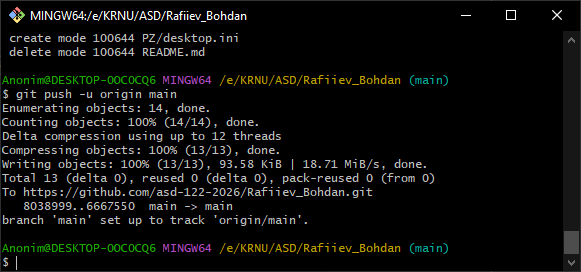 MINGW64:/e/KRNU/ASD/Rafiiev_Bohdan
create mode 100644 PZ/desktop.ini
delete mode 100644 README.md
Anonim@DESKTOP-0OCOCQ6 MINGW64 /e/KRNU/ASD/Rafiiev_Bohdan (main)
$ git push -u origin main
Enumerating objects: 14, done.
Counting objects: 100% (14/14), done.
Delta compression using up to 12 threads
Compressing objects: 100% (13/13), done.
Writing objects: 100% (13/13), 93.58 KiB | 18.71 MiB/s, done.
Total 13 (delta 0), reused 0 (delta 0), pack-reused 0 (from 0)
To https://github.com/asd-122-2026/Rafiiev_Bohdan.git
   8038999..6667550  main -> main
branch 'main' set up to track 'origin/main'.
Anonim@DESKTOP-0OCOCQ6 MINGW64 /e/KRNU/ASD/Rafiiev_Bohdan (main)
$